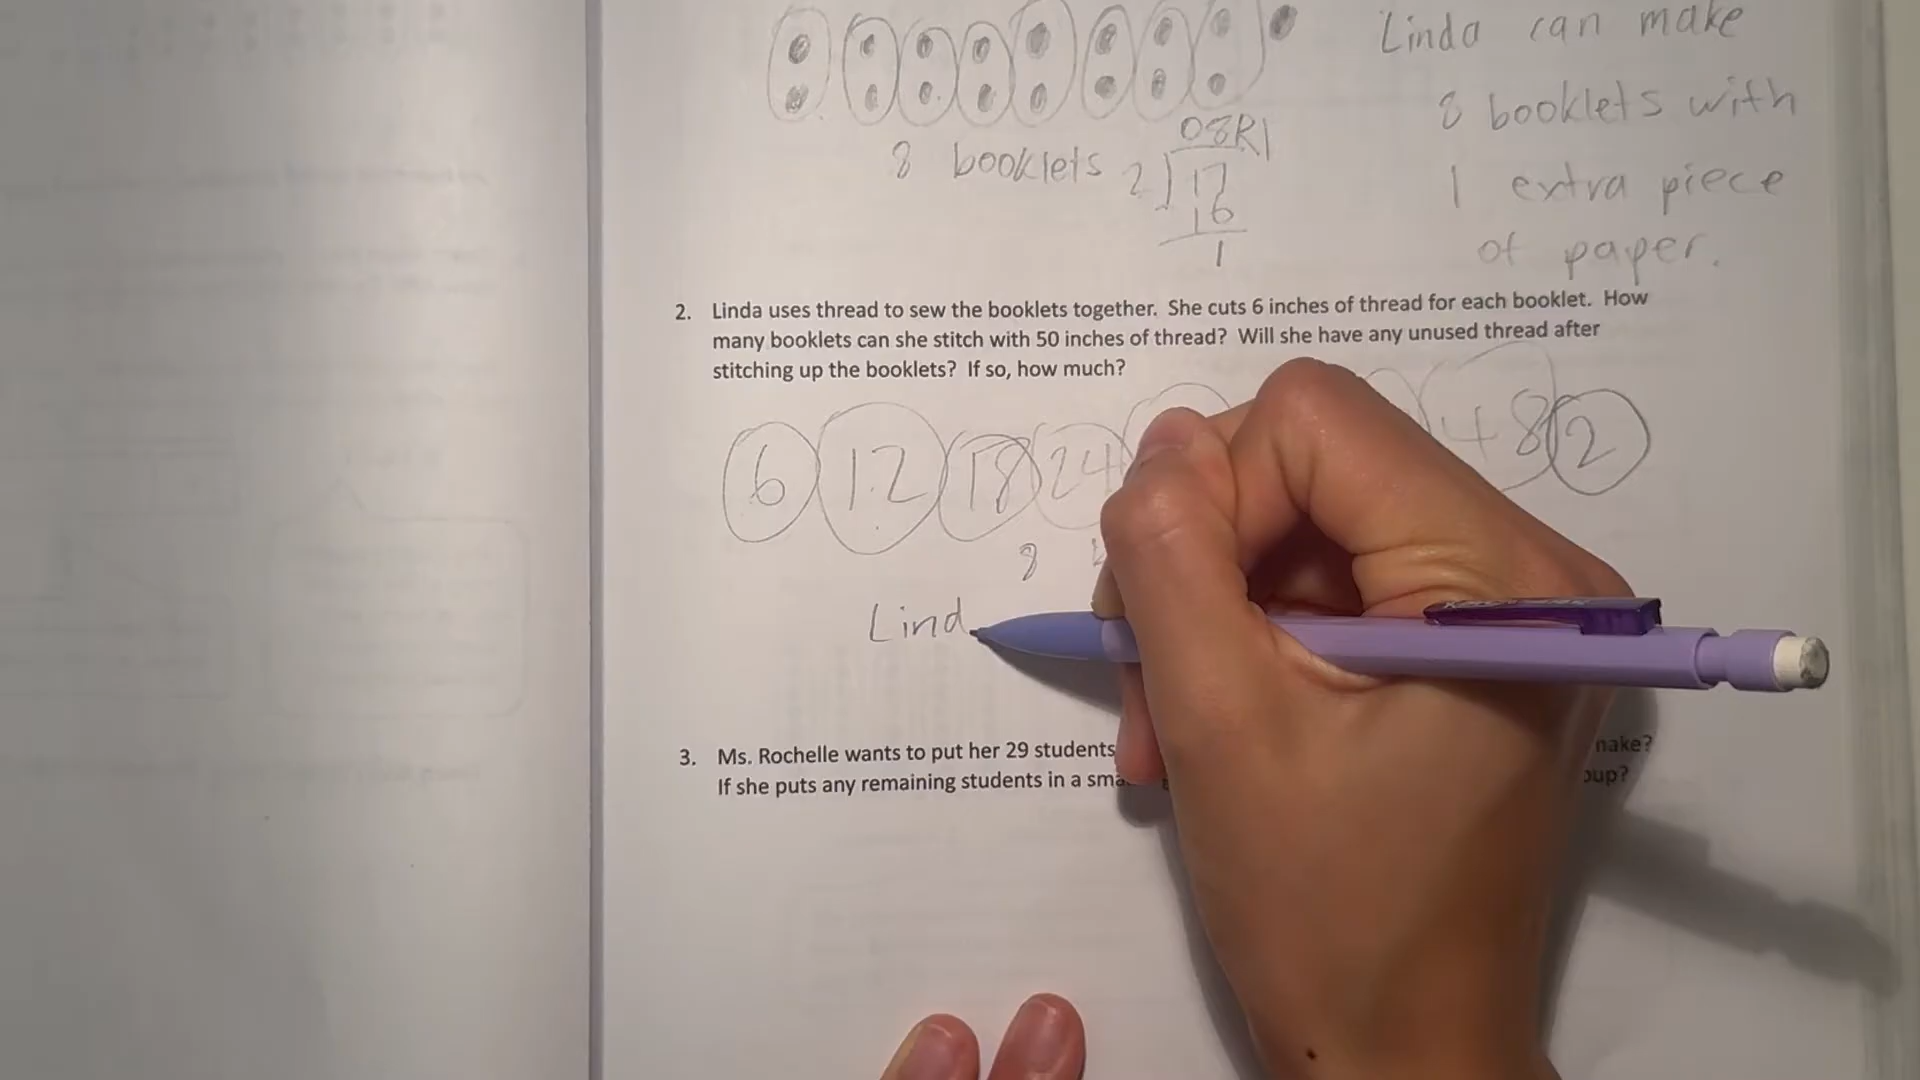 Linda can make
8 booklets with
1 extra piece
of paper.
8 booklets
08R1
2)17
16
1
2. Linda uses thread to sew the booklets together. She cuts 6 inches of thread for each booklet. How
many booklets can she stitch with 50 inches of thread? Will she have any unused thread after
stitching up the booklets? If so, how much?
6 12 18 24 48 2
8
Lind
3. Ms. Rochelle wants to put her 29 students
If she puts any remaining students in a